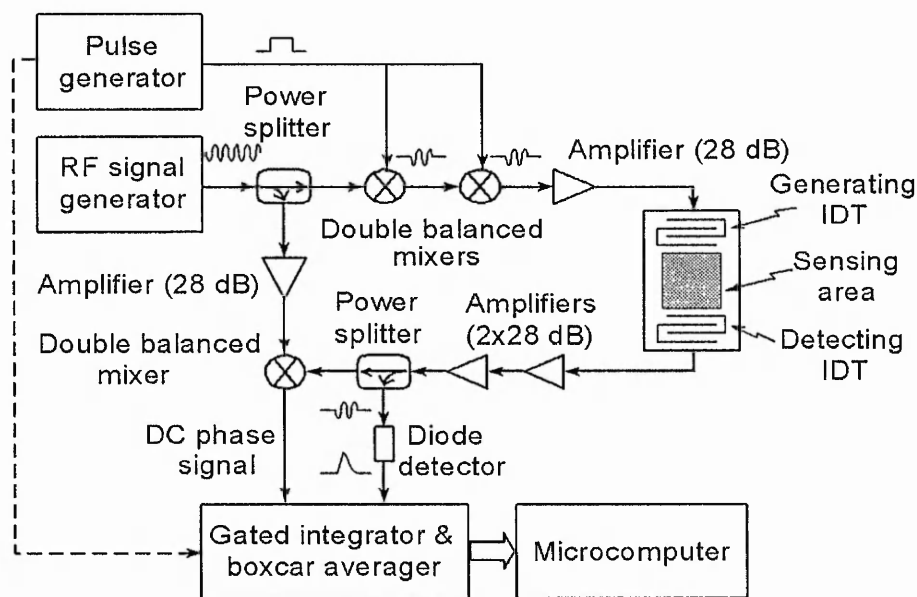 Pulse
generator
Power
splitter
RF signal
generator
Amplifier (28 dB)
Generating
IDT
Double balanced
mixers
Sensing
area
Amplifier (28 dB)
Power
splitter
Amplifiers
(2x28 dB)
Detecting
IDT
Double balanced
mixer
DC phase
signal
Diode
detector
Gated integrator &
boxcar averager
Microcomputer